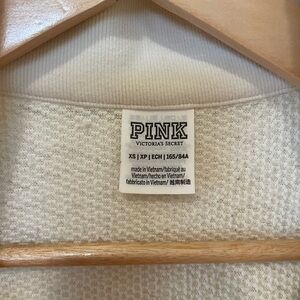 PINK
VICTORIA'S SECRET
XS | XP | ECH | 165/84A
made in Vietnam/fabriqué au
Vietnam/hecho en Vietnam/
fabbricato in Vietnam/ 越南制造